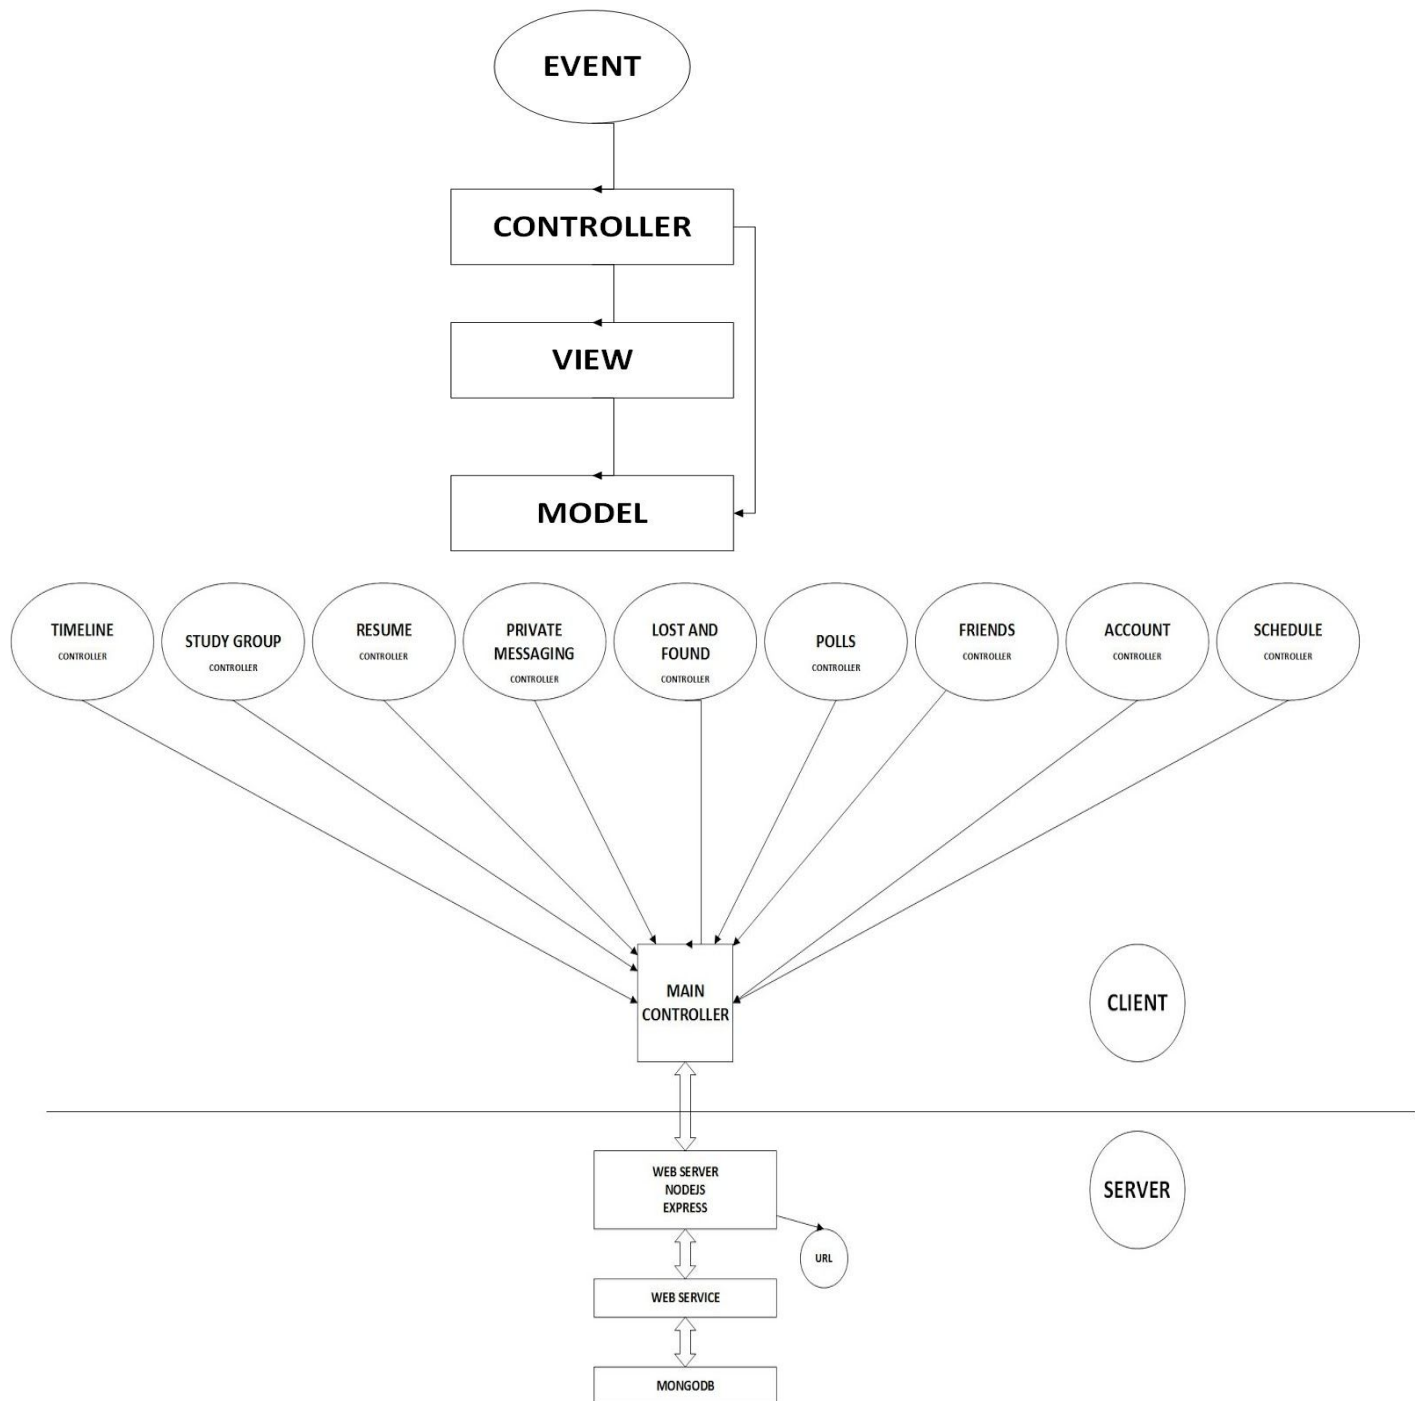 EVENT
CONTROLLER
VIEW
MODEL
TIMELINE
CONTROLLER
STUDY GROUP
CONTROLLER
RESUME
CONTROLLER
PRIVATE
MESSAGING
CONTROLLER
LOST AND
FOUND
CONTROLLER
POLLS
CONTROLLER
FRIENDS
CONTROLLER
ACCOUNT
CONTROLLER
SCHEDULE
CONTROLLER
MAIN
CONTROLLER
CLIENT
WEB SERVER
NODEJS
EXPRESS
SERVER
URL
WEB SERVICE
MONGODB